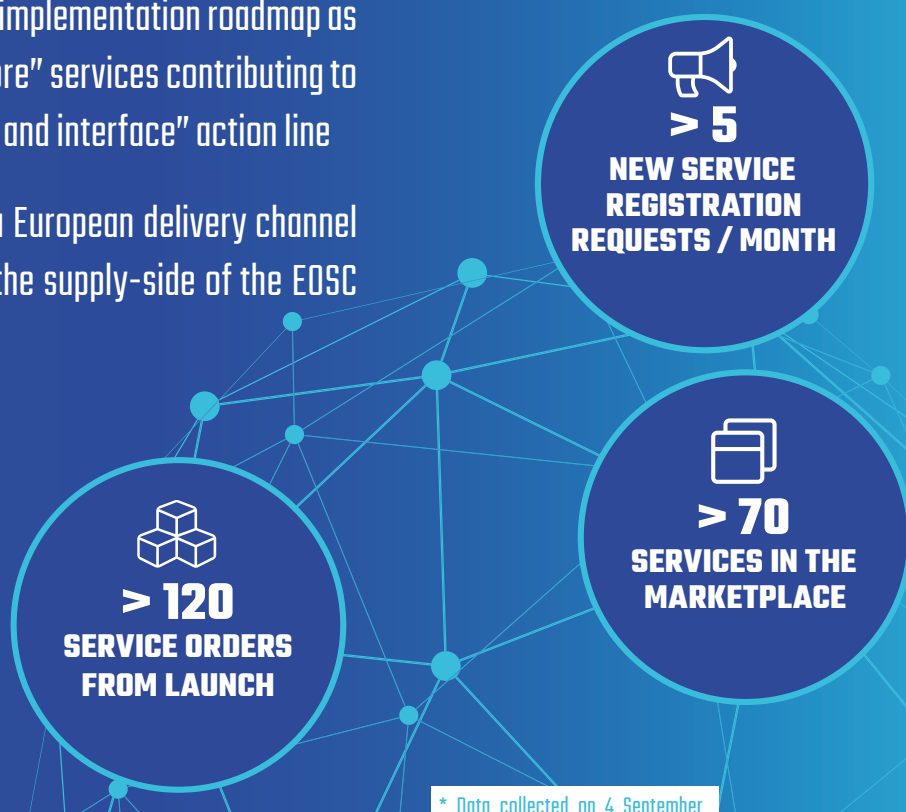 implementation roadmap as
ore” services contributing to
and interface” action line
European delivery channel
the supply-side of the EOSC
> 5
NEW SERVICE
REGISTRATION
REQUESTS / MONTH
> 70
SERVICES IN THE
MARKETPLACE
> 120
SERVICE ORDERS
FROM LAUNCH
* Data collected on 4 September